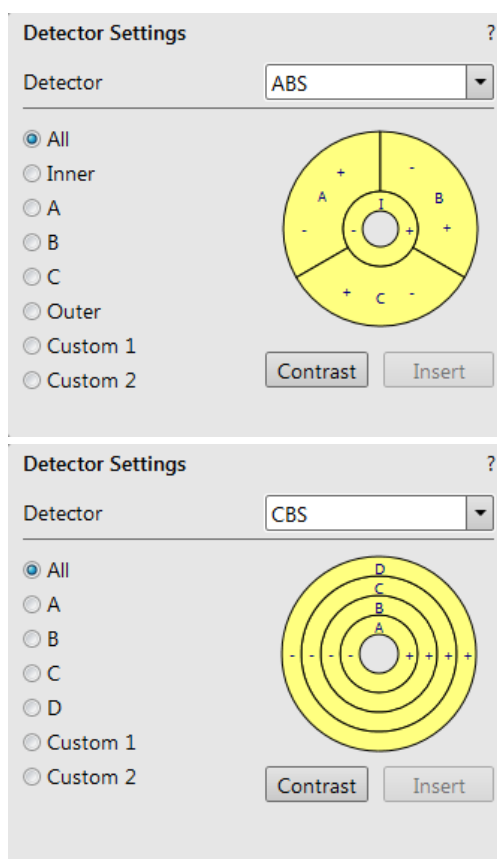 Detector Settings ?
Detector ABS
All
Inner
A
B
C
Outer
Custom 1
Custom 2
+ -
A I B
- - + +
+ C -
Contrast Insert
Detector Settings ?
Detector CBS
All
A
B
C
D
Custom 1
Custom 2
D
C
B
A
- - - - + + + +
Contrast Insert